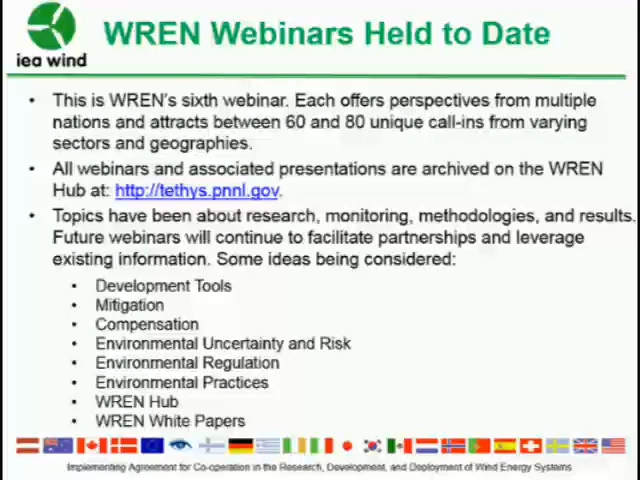 iea wind
WREN Webinars Held to Date
• This is WREN's sixth webinar. Each offers perspectives from multiple
nations and attracts between 60 and 80 unique call-ins from varying
sectors and geographies.
• All webinars and associated presentations are archived on the WREN
Hub at: http://tethys.pnnl.gov.
• Topics have been about research, monitoring, methodologies, and results.
Future webinars will continue to facilitate partnerships and leverage
existing information. Some ideas being considered:
• Development Tools
• Mitigation
• Compensation
• Environmental Uncertainty and Risk
• Environmental Regulation
• Environmental Practices
• WREN Hub
• WREN White Papers
Implementing Agreement for Co-operation in the Research, Development, and Deployment of Wind Energy Systems